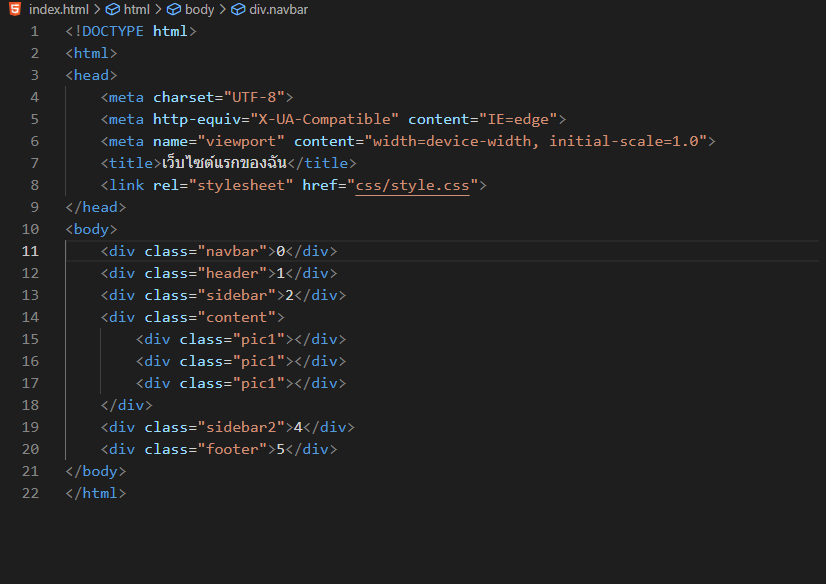 index.html > html > body > div.navbar
1 <!DOCTYPE html>
2 <html>
3 <head>
4     <meta charset="UTF-8">
5     <meta http-equiv="X-UA-Compatible" content="IE=edge">
6     <meta name="viewport" content="width=device-width, initial-scale=1.0">
7     <title>เว็บไซต์แรกของฉัน</title>
8     <link rel="stylesheet" href="css/style.css">
9 </head>
10 <body>
11     <div class="navbar">0</div>
12     <div class="header">1</div>
13     <div class="sidebar">2</div>
14     <div class="content">
15         <div class="pic1"></div>
16         <div class="pic1"></div>
17         <div class="pic1"></div>
18     </div>
19     <div class="sidebar2">4</div>
20     <div class="footer">5</div>
21 </body>
22 </html>